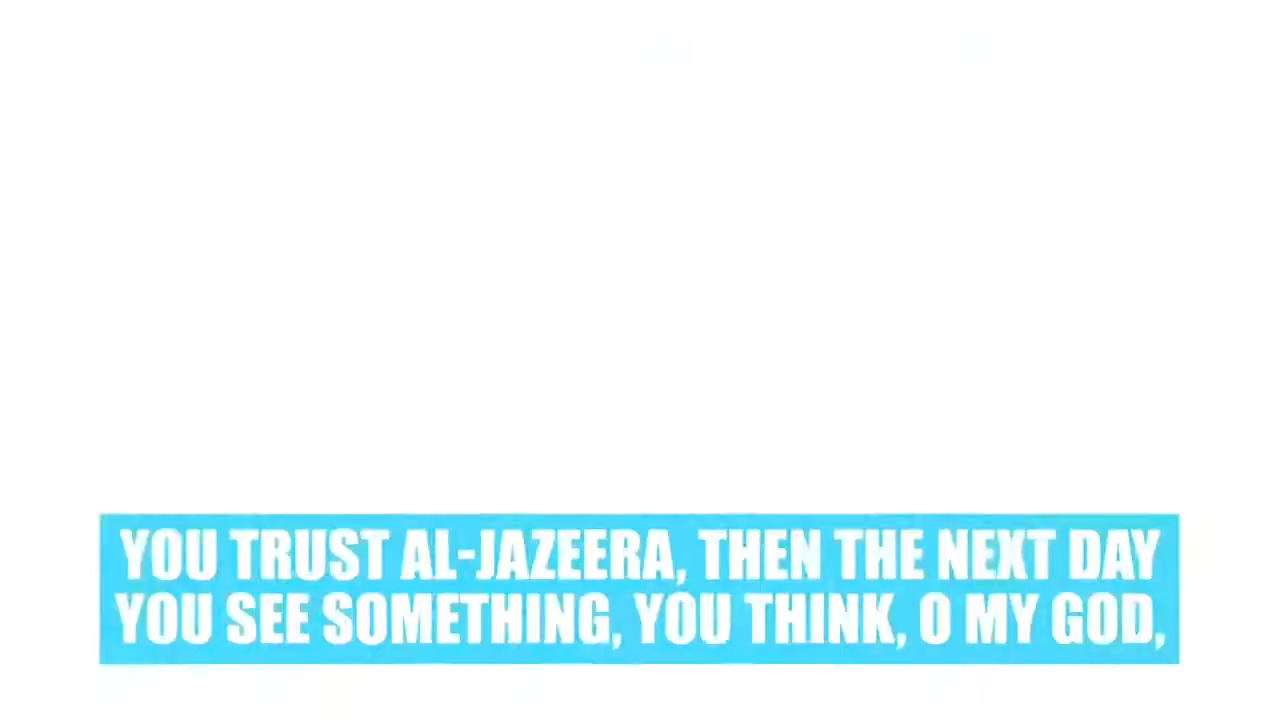 YOU TRUST AL-JAZEERA, THEN THE NEXT DAY
YOU SEE SOMETHING, YOU THINK, O MY GOD,